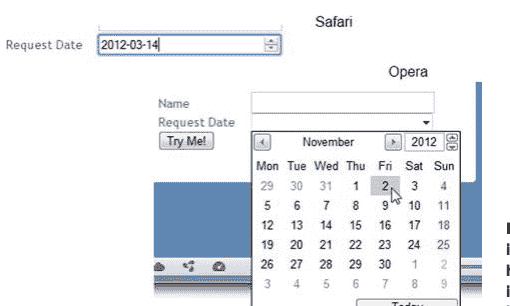 Safari
Request Date 2012-03-14
Opera
Name
Request Date
Try Me!
November 2012
Mon Tue Wed Thu Fri Sat Sun
29 30 31 1 2 3 4
5 6 7 8 9 10 11
12 13 14 15 16 17 18
19 20 21 22 23 24 25
26 27 28 29 30 1 2
3 4 5 6 7 8 9
Today